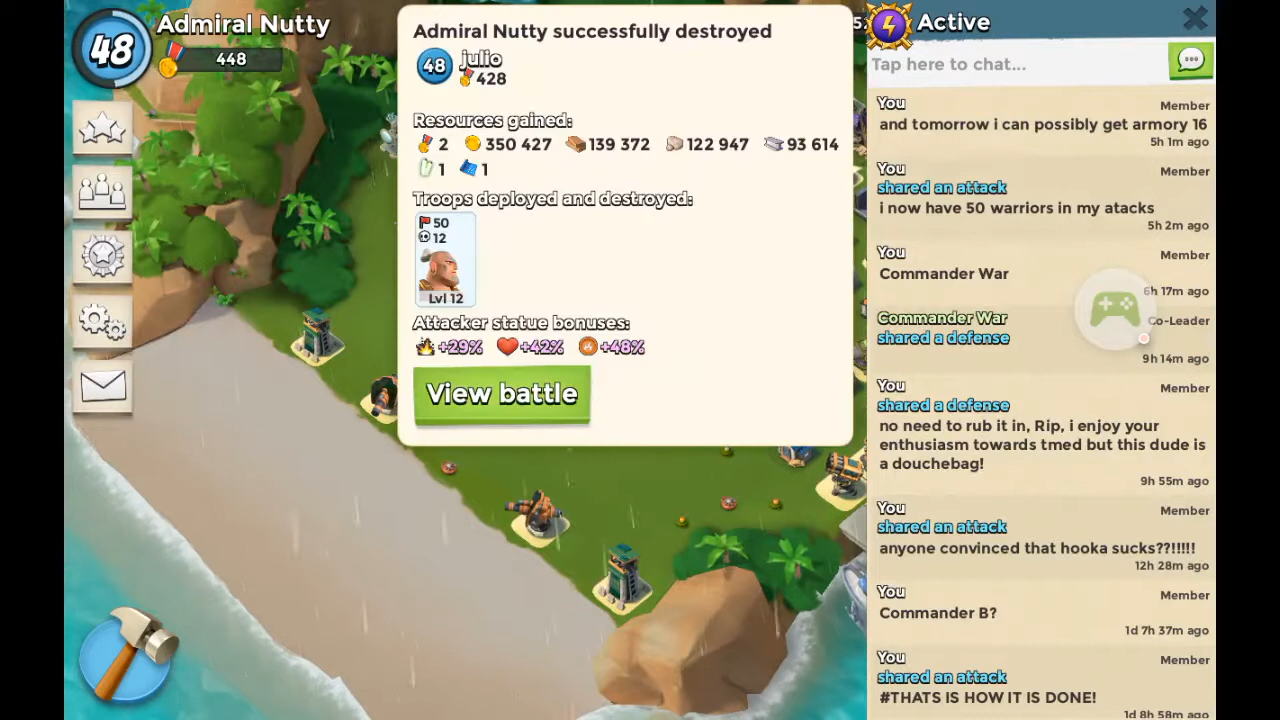 48
Admiral Nutty
448
Admiral Nutty successfully destroyed
48 julio
428
Resources gained:
2 350 427 139 372 122 947 93 614
1 1
Troops deployed and destroyed:
50
12
Lvl 12
Attacker statue bonuses:
+29% +42% +48%
View battle
Active
Tap here to chat...
You Member
and tomorrow i can possibly get armory 16
5h 1m ago
You Member
shared an attack
i now have 50 warriors in my atacks
5h 2m ago
You Member
Commander War
6h 17m ago
Commander War Co-Leader
shared a defense
9h 14m ago
You Member
shared a defense
no need to rub it in, Rip, i enjoy your
enthusiasm towards tmed but this dude is
a douchebag!
9h 55m ago
You Member
shared an attack
anyone convinced that hooka sucks??!!!!!
12h 28m ago
You Member
Commander B?
1d 7h 37m ago
You Member
shared an attack
#THATS IS HOW IT IS DONE!
1d 8h 58m ago